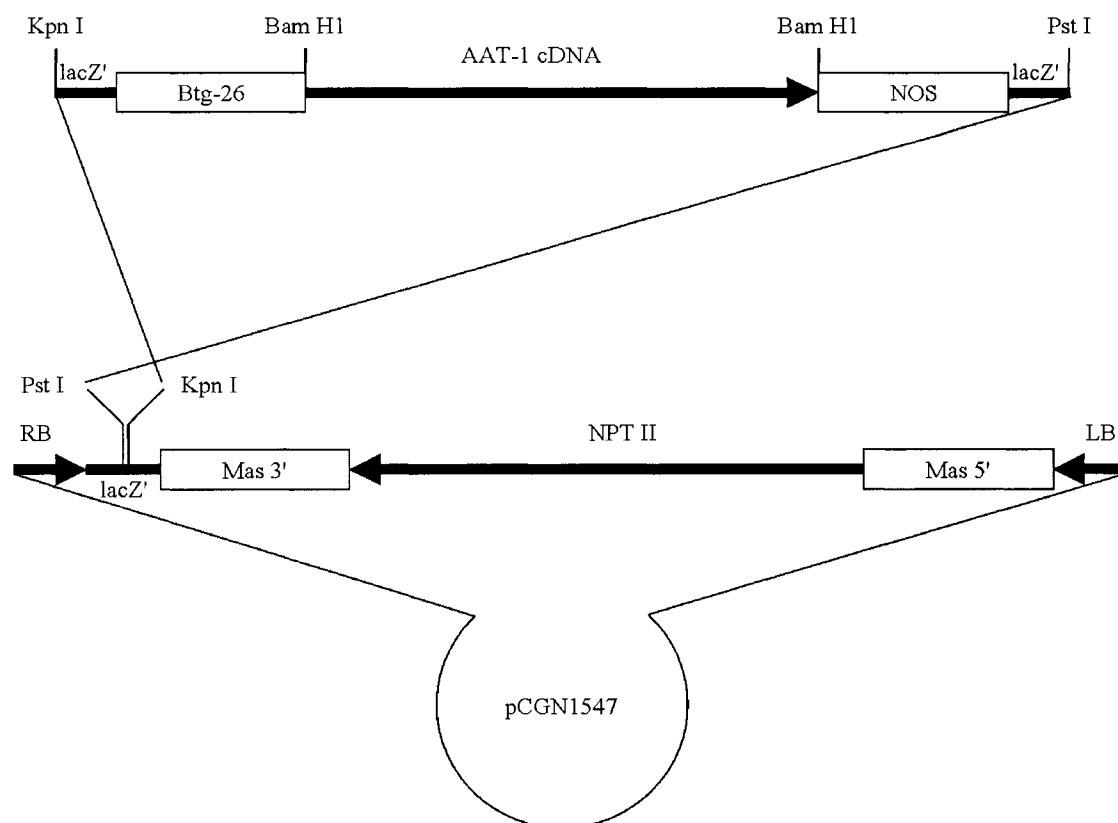 Kpn I
Bam H1
AAT-1 cDNA
Bam H1
Pst I
lacZ'
Btg-26
NOS
lacZ'
Pst I
Kpn I
RB
NPT II
LB
Mas 3'
Mas 5'
lacZ'
pCGN1547